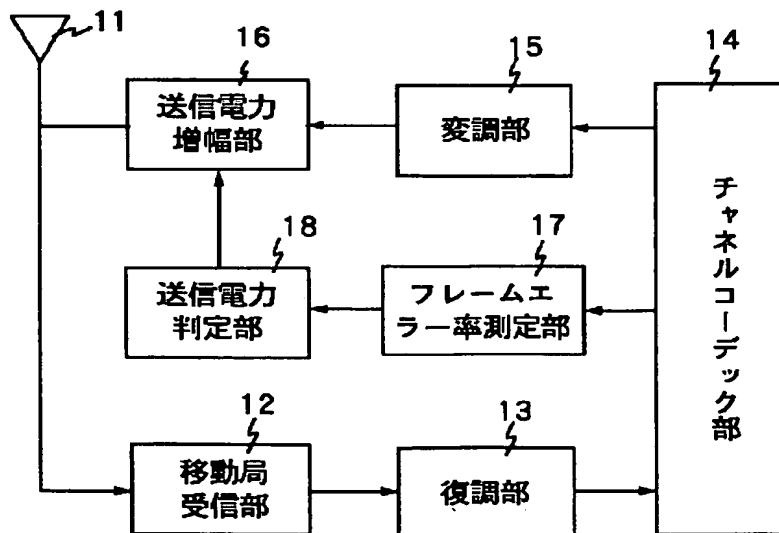 11
16
送信電力
増幅部
15
変調部
14
チャネルコーデック部
18
送信電力
判定部
17
フレームエ
ラー率測定部
12
移動局
受信部
13
復調部